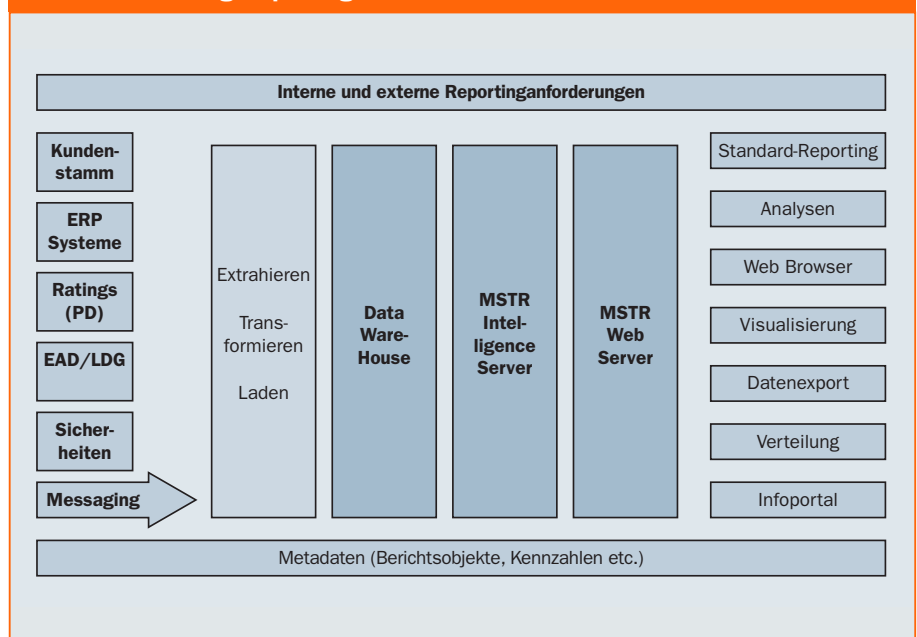 Interne und externe Reportinganforderungen
Kunden-
stamm
ERP
Systeme
Ratings
(PD)
EAD/LDG
Sicher-
heiten
Messaging
Extrahieren
Trans-
formieren
Laden
Data
Ware-
House
MSTR
Intel-
ligence
Server
MSTR
Web
Server
Standard-Reporting
Analysen
Web Browser
Visualisierung
Datenexport
Verteilung
Infoportal
Metadaten (Berichtsobjekte, Kennzahlen etc.)